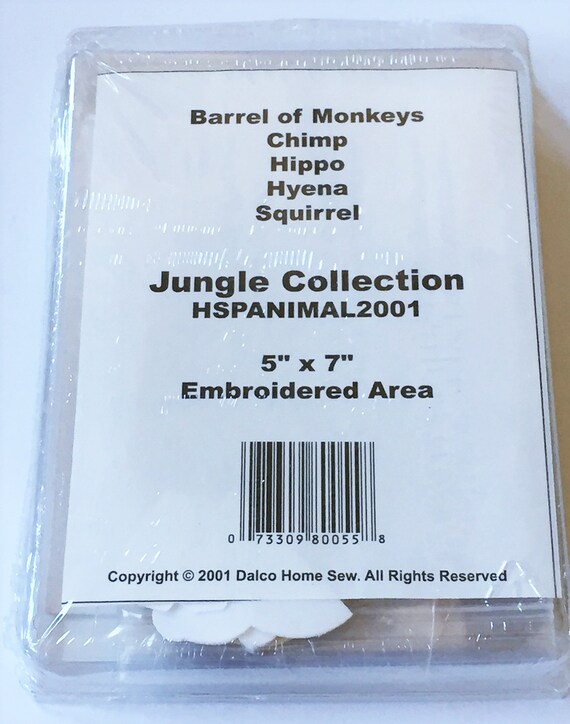 Barrel of Monkeys
Chimp
Hippo
Hyena
Squirrel
Jungle Collection
HSPANIMAL2001
5" x 7"
Embroidered Area
0 73309 80055 8
Copyright © 2001 Dalco Home Sew. All Rights Reserved